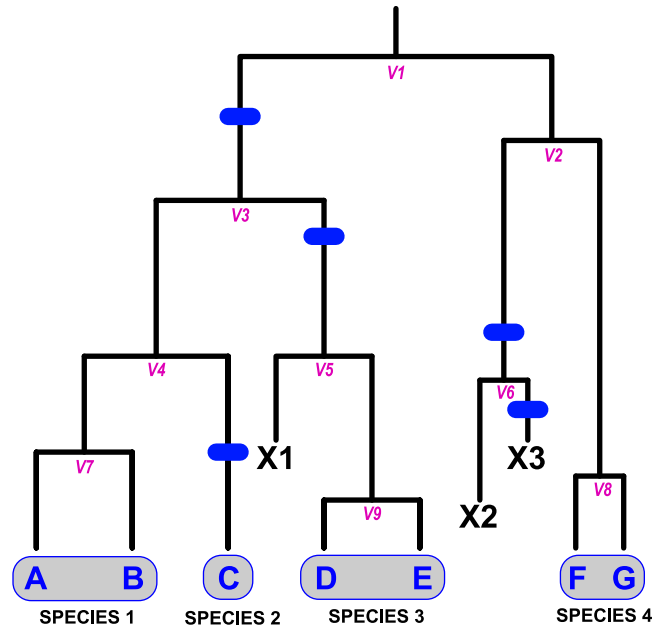 V1
V2
V3
V4
V5
V6
X1
X3
V7
V8
X2
V9
A B C D E F G
SPECIES 1 SPECIES 2 SPECIES 3 SPECIES 4